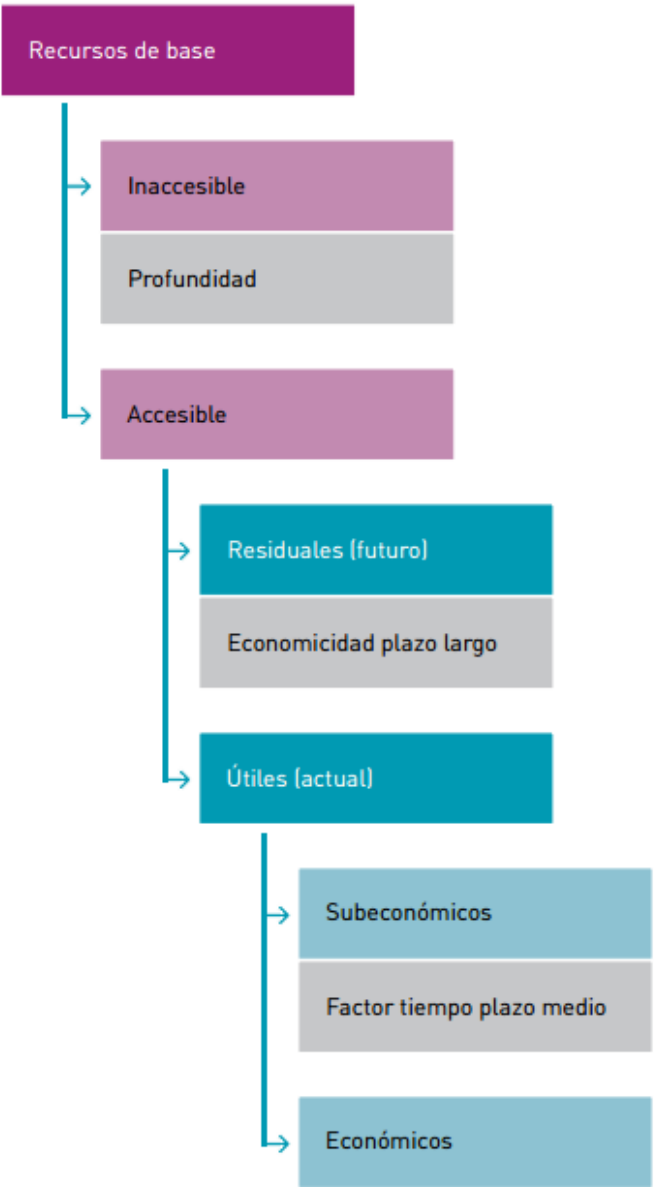 Recursos de base
Inaccesible
Profundidad
Accesible
Residuales (futuro)
Economicidad plazo largo
Útiles (actual)
Subeconómicos
Factor tiempo plazo medio
Económicos